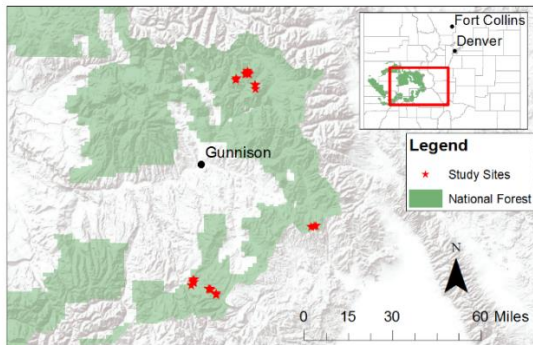 Fort Collins
Denver
Gunnison
Legend
Study Sites
National Forest
N
0 15 30 60 Miles